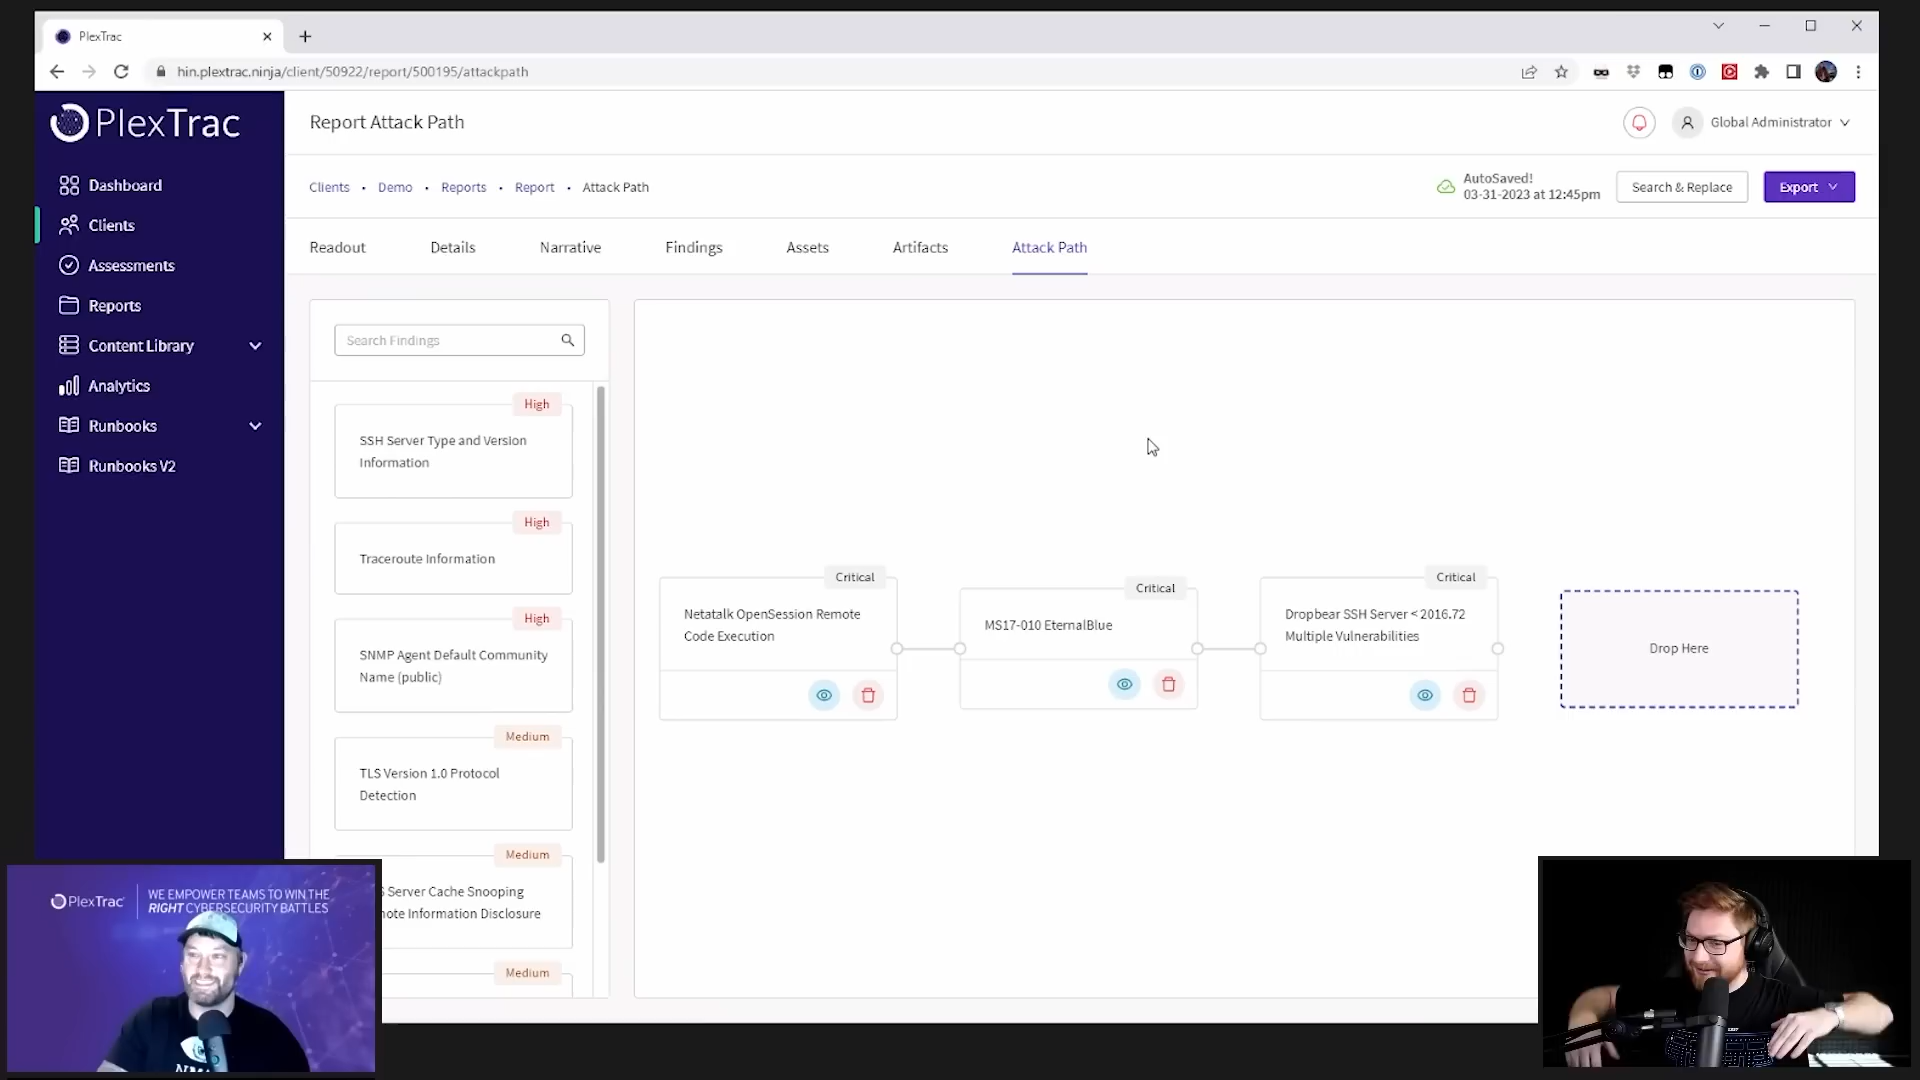 PlexTrac
hin.plextrac.ninja/client/50922/report/500195/attackpath
PlexTrac
Report Attack Path
Global Administrator
Dashboard
Clients
Assessments
Reports
Content Library
Analytics
Runbooks
Runbooks V2
Clients • Demo • Reports • Report • Attack Path
AutoSaved!
03-31-2023 at 12:45pm
Search & Replace
Export
Readout
Details
Narrative
Findings
Assets
Artifacts
Attack Path
Search Findings
High
SSH Server Type and Version
Information
High
Traceroute Information
High
SNMP Agent Default Community
Name (public)
Medium
TLS Version 1.0 Protocol
Detection
Medium
Server Cache Snooping
Information Disclosure
Medium
Critical
Netatalk OpenSession Remote
Code Execution
Critical
MS17-010 EternalBlue
Critical
Dropbear SSH Server < 2016.72
Multiple Vulnerabilities
Drop Here
PlexTrac
WE EMPOWER TEAMS TO WIN THE
RIGHT CYBERSECURITY BATTLES